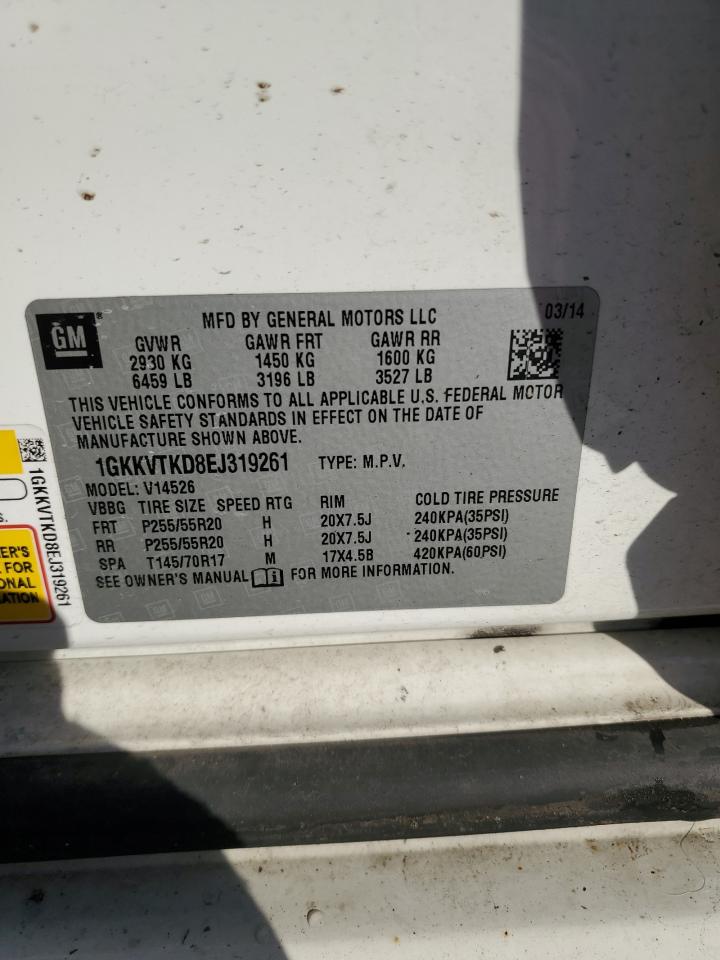 GM
®
MFD BY GENERAL MOTORS LLC
03/14
GVWR GAWR FRT GAWR RR
2930 KG 1450 KG 1600 KG
6459 LB 3196 LB 3527 LB
THIS VEHICLE CONFORMS TO ALL APPLICABLE U.S. FEDERAL MOTOR
VEHICLE SAFETY STANDARDS IN EFFECT ON THE DATE OF
MANUFACTURE SHOWN ABOVE.
1GKKVTKD8EJ319261 TYPE: M.P.V.
MODEL: V14526
VBBG TIRE SIZE SPEED RTG RIM COLD TIRE PRESSURE
FRT P255/55R20 H 20X7.5J 240KPA(35PSI)
RR P255/55R20 H 20X7.5J 240KPA(35PSI)
SPA T145/70R17 M 17X4.5B 420KPA(60PSI)
SEE OWNER'S MANUAL FOR MORE INFORMATION.
1GKKVTKD8EJ319261
S.
ER'S
FOR
ONAL
ATION